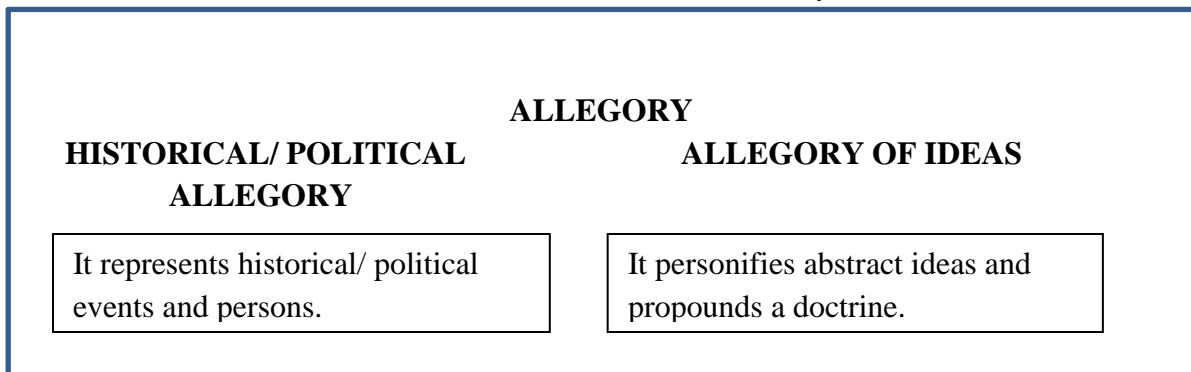 ALLEGORY
HISTORICAL/ POLITICAL
ALLEGORY
ALLEGORY OF IDEAS
It represents historical/ political
events and persons.
It personifies abstract ideas and
propounds a doctrine.